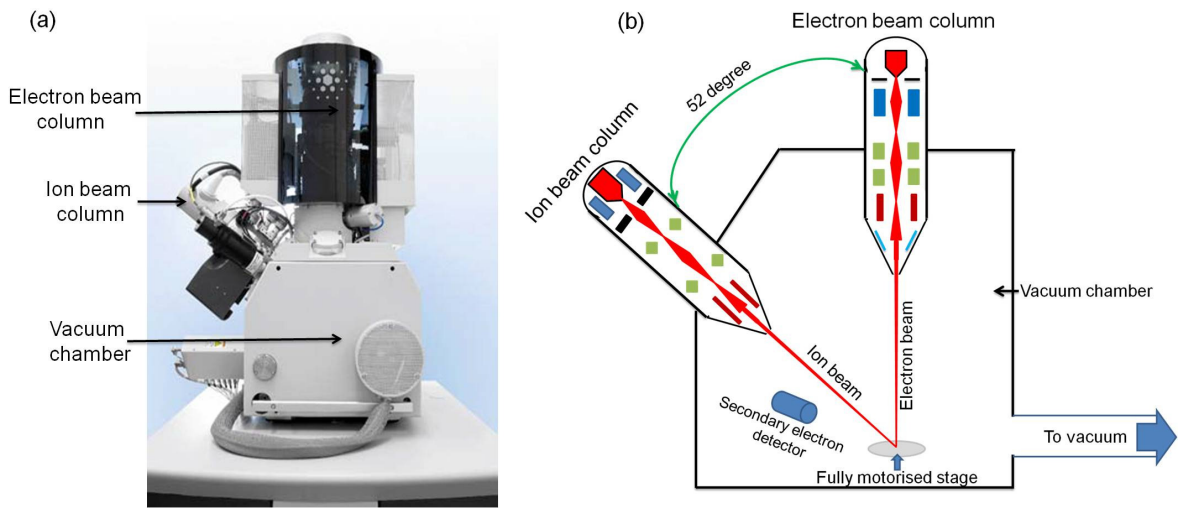 (a)
Electron beam
column
Ion beam
column
Vacuum
chamber
(b)
Electron beam column
52 degree
Ion beam column
Vacuum chamber
Ion beam
Electron beam
Secondary electron
detector
To vacuum
Fully motorised stage